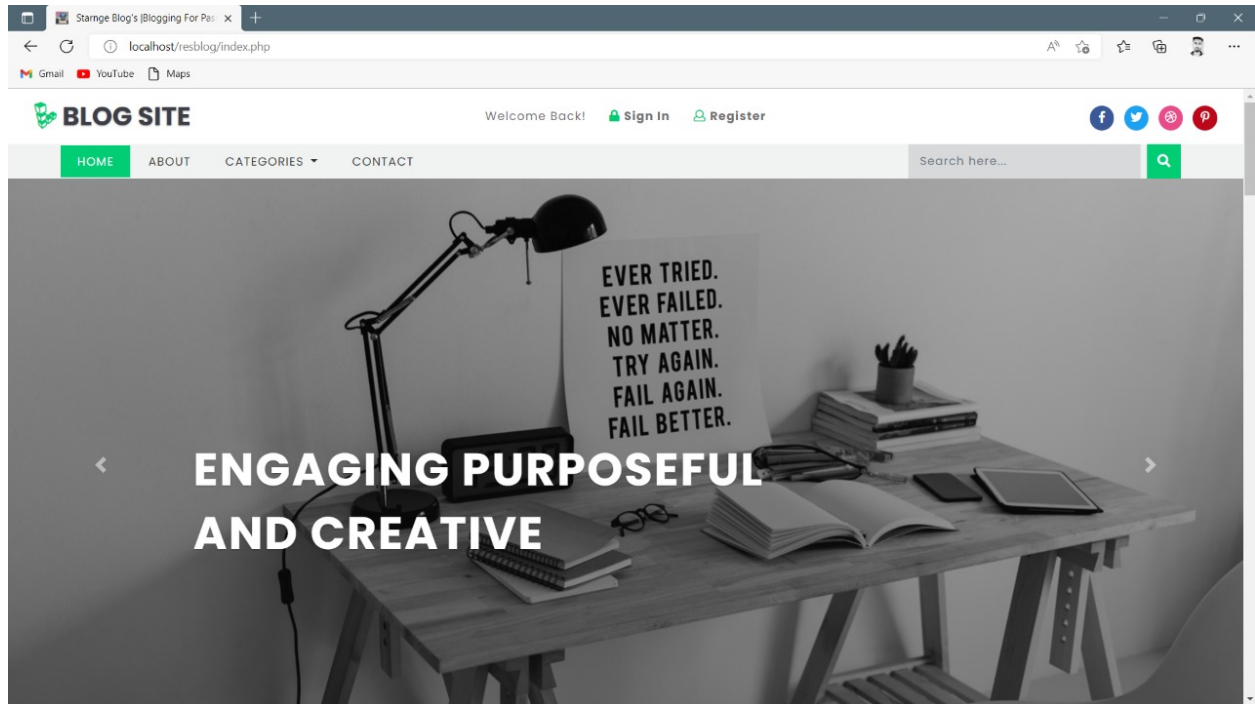 Starnge Blog's |Blogging For Pas
localhost/resblog/index.php
Gmail YouTube Maps
BLOG SITE
Welcome Back! Sign In Register
HOME ABOUT CATEGORIES CONTACT
Search here...
EVER TRIED.
EVER FAILED.
NO MATTER.
TRY AGAIN.
FAIL AGAIN.
FAIL BETTER.
ENGAGING PURPOSEFUL
AND CREATIVE